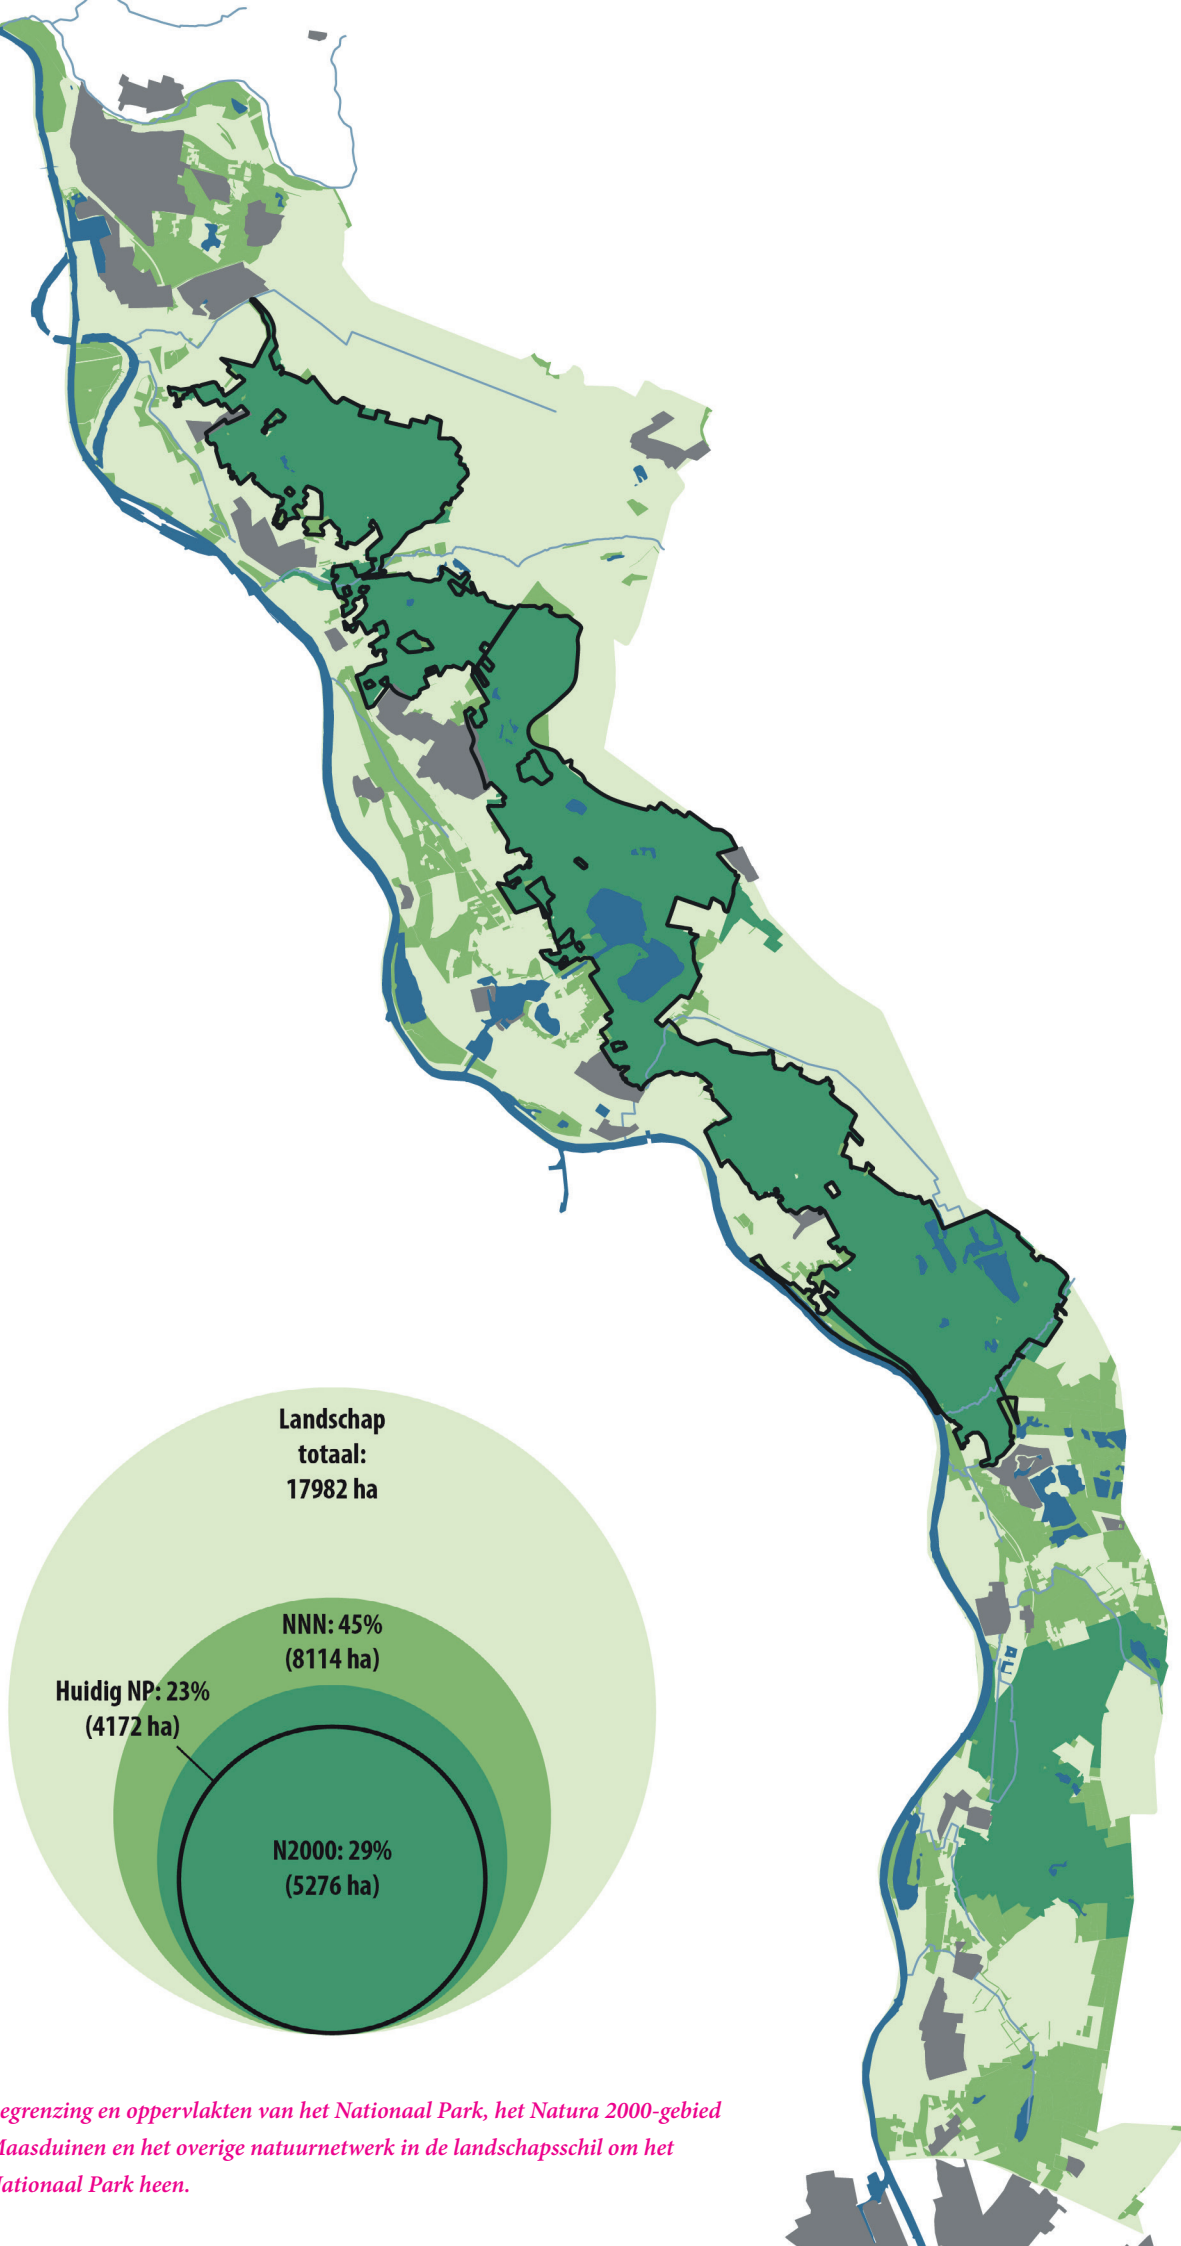 Landschap
totaal:
17982 ha
NNN: 45%
(8114 ha)
Huidig NP: 23%
(4172 ha)
N2000: 29%
(5276 ha)
egrenzing en oppervlakten van het Nationaal Park, het Natura 2000-gebied
Maasduinen en het overige natuurnetwerk in de landschapsschil om het
Nationaal Park heen.